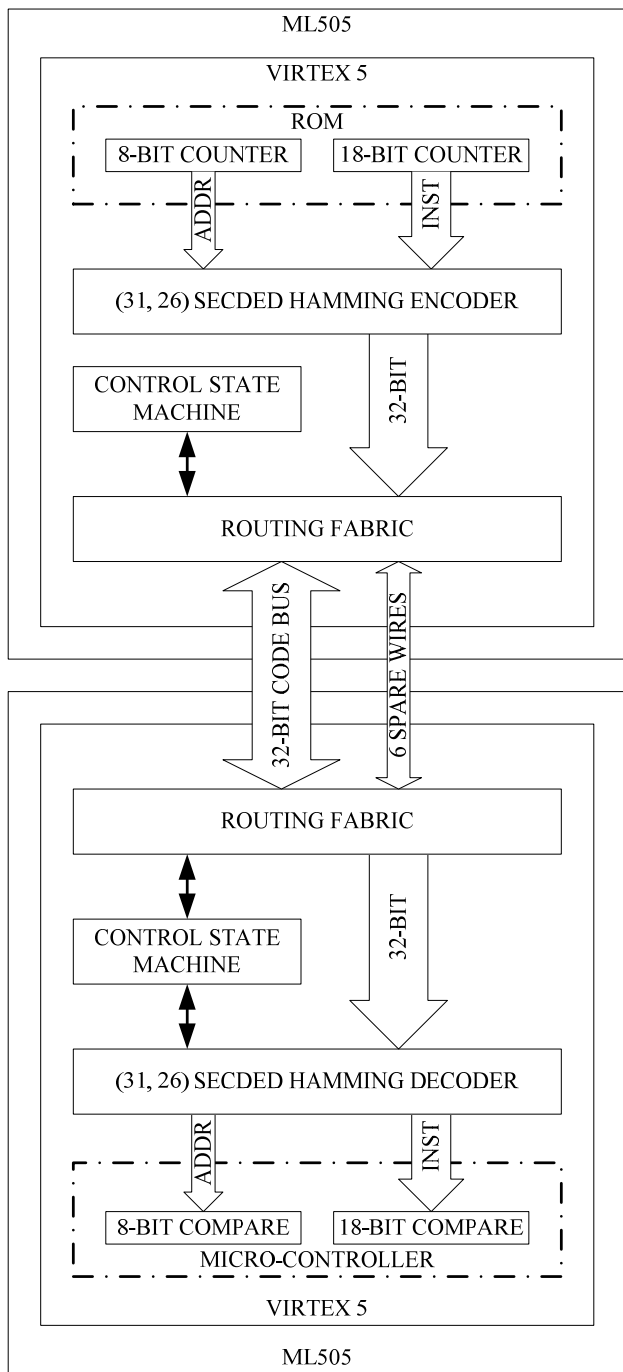 ML505
VIRTEX 5
ROM
8-BIT COUNTER
18-BIT COUNTER
ADDR
INST
(31, 26) SECDED HAMMING ENCODER
CONTROL STATE
MACHINE
32-BIT
ROUTING FABRIC
32-BIT CODE BUS
6 SPARE WIRES
ROUTING FABRIC
CONTROL STATE
MACHINE
32-BIT
(31, 26) SECDED HAMMING DECODER
ADDR
INST
8-BIT COMPARE
18-BIT COMPARE
MICRO-CONTROLLER
VIRTEX 5
ML505